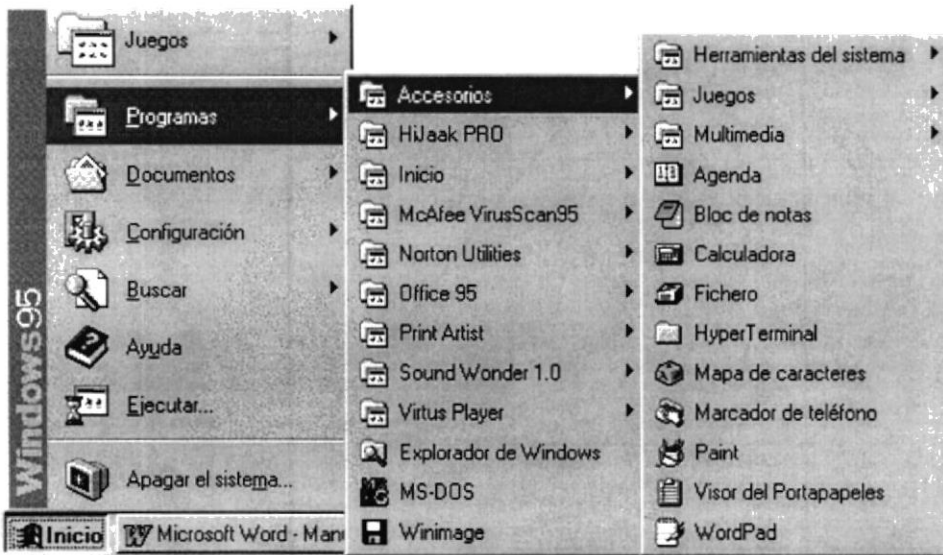 Juegos
Programas
Documentos
Configuración
Buscar
Ayuda
Ejecutar...
Apagar el sistema...
Windows95
Inicio
Microsoft Word - Manu
Accesorios
HiJaak PRO
Inicio
McAfee VirusScan95
Norton Utilities
Office 95
Print Artist
Sound Wonder 1.0
Virtus Player
Explorador de Windows
MS-DOS
Winimage
Herramientas del sistema
Juegos
Multimedia
Agenda
Bloc de notas
Calculadora
Fichero
HyperTerminal
Mapa de caracteres
Marcador de teléfono
Paint
Visor del Portapapeles
WordPad